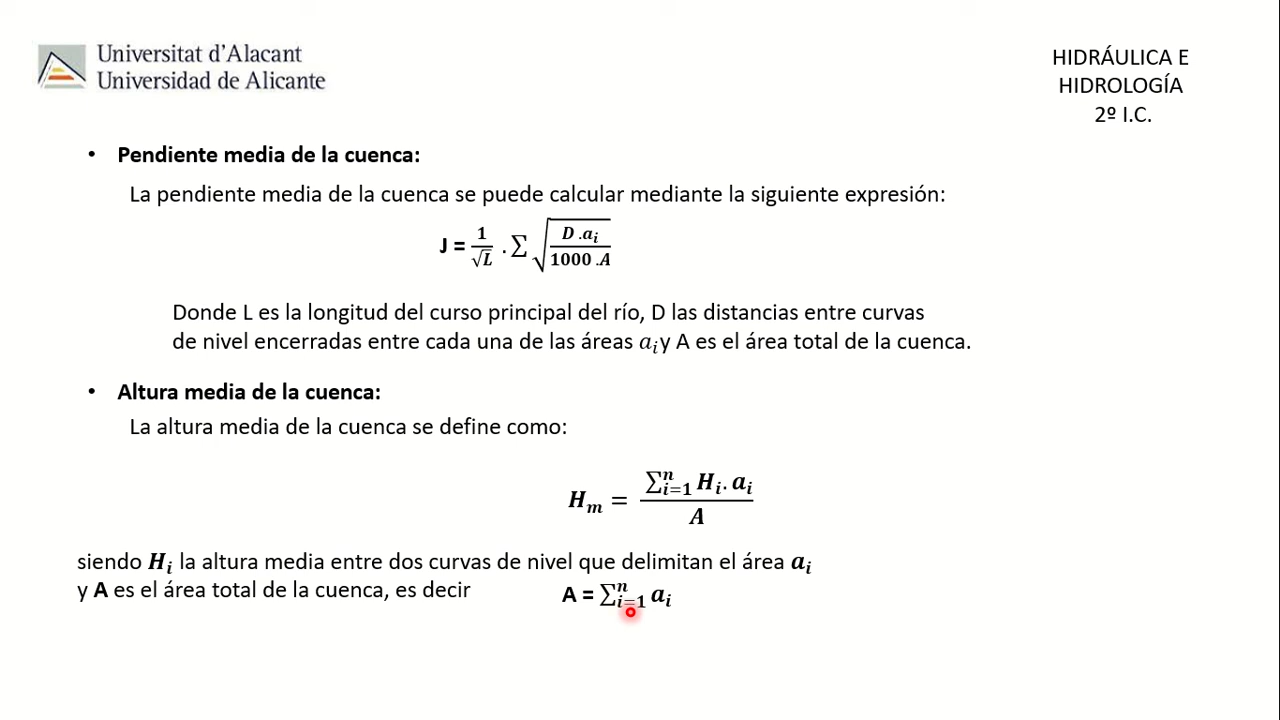 Universitat d'Alacant
Universidad de Alicante
HIDRÁULICA E
HIDROLOGÍA
2º I.C.
• Pendiente media de la cuenca:
La pendiente media de la cuenca se puede calcular mediante la siguiente expresión:
J = 1/√L . ∑ √(D .aᵢ / 1000 .A)
Donde L es la longitud del curso principal del río, D las distancias entre curvas
de nivel encerradas entre cada una de las áreas aᵢ y A es el área total de la cuenca.
• Altura media de la cuenca:
La altura media de la cuenca se define como:
Hₘ = ∑ⁿᵢ₌₁ Hᵢ. aᵢ / A
siendo Hᵢ la altura media entre dos curvas de nivel que delimitan el área aᵢ
y A es el área total de la cuenca, es decir A = ∑ⁿᵢ₌₁ aᵢ